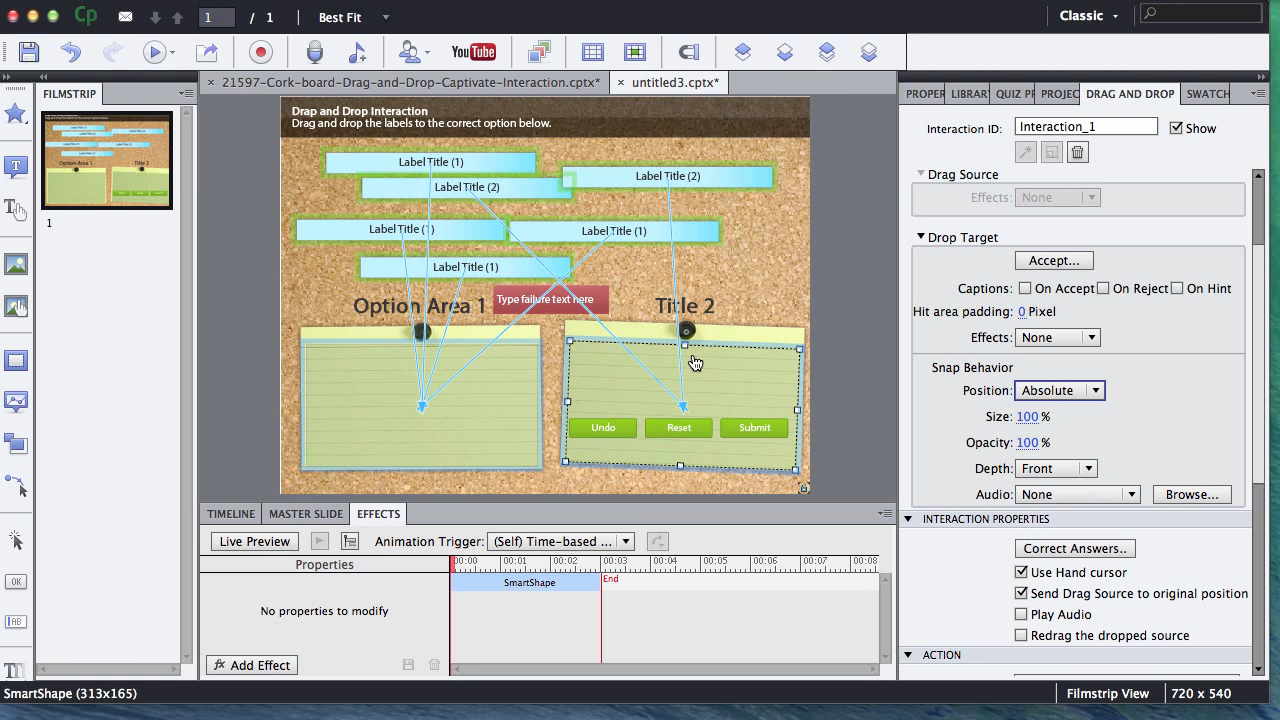 Cp 1 / 1 Best Fit Classic
YouTube
× 21597-Cork-board-Drag-and-Drop-Captivate-Interaction.cptx* × untitled3.cptx*
FILMSTRIP
1
Drap and Drop Interaction
Drag and drop the labels to the correct option below.
Label Title (1)
Label Title (2)
Label Title (2)
Label Title (1)
Label Title (1)
Label Title (1)
Type failure text here
Option Area 1 Title 2
Undo Reset Submit
PROPER LIBRAR QUIZ PR PROJEC DRAG AND DROP SWATCH
Interaction ID: Interaction_1 Show
Drag Source
Effects: None
Drop Target
Accept...
Captions: On Accept On Reject On Hint
Hit area padding: 0 Pixel
Effects: None
Snap Behavior
Position: Absolute
Size: 100 %
Opacity: 100 %
Depth: Front
Audio: None Browse...
INTERACTION PROPERTIES
Correct Answers..
Use Hand cursor
Send Drag Source to original position
Play Audio
Redrag the dropped source
ACTION
OK
AB
T
TIMELINE MASTER SLIDE EFFECTS
Live Preview Animation Trigger: (Self) Time-based ...
Properties 00:00 00:01 00:02 00:03 00:04 00:05 00:06 00:07 00:08
SmartShape End
No properties to modify
fx Add Effect
SmartShape (313x165) Filmstrip View 720 x 540